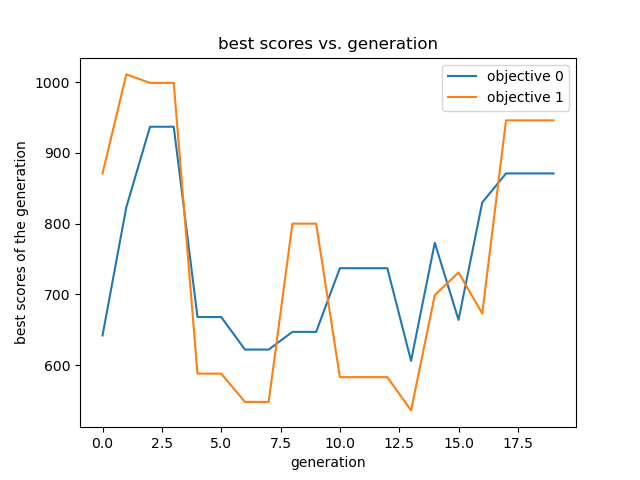 best scores vs. generation
objective 0
objective 1
best scores of the generation
1000
900
800
700
600
0.0 2.5 5.0 7.5 10.0 12.5 15.0 17.5
generation